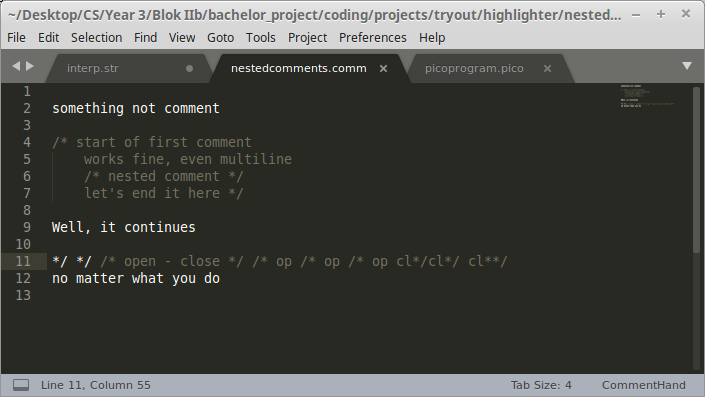 ~/Desktop/CS/Year 3/Blok IIb/bachelor_project/coding/projects/tryout/highlighter/nested...
File Edit Selection Find View Goto Tools Project Preferences Help
interp.str nestedcomments.comm × picoprogram.pico ×
1
2 something not comment
3
4 /* start of first comment
5     works fine, even multiline
6     /* nested comment */
7     let's end it here */
8
9 Well, it continues
10
11 */ */ /* open - close */ /* op /* op /* op cl*/cl*/ cl**/
12 no matter what you do
13
Line 11, Column 55 Tab Size: 4 CommentHand